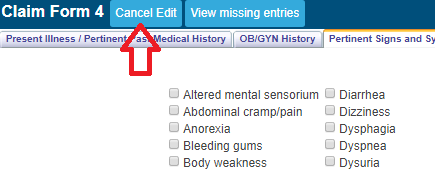 Claim Form 4 Cancel Edit View missing entries
Present Illness / Pertinent Past Medical History OB/GYN History Pertinent Signs and Sy
Altered mental sensorium Diarrhea
Abdominal cramp/pain Dizziness
Anorexia Dysphagia
Bleeding gums Dyspnea
Body weakness Dysuria